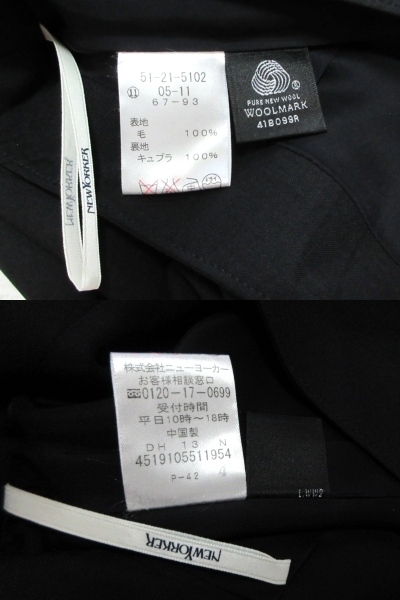 51-21-5102
⑪ 05-11
67-93
表地
毛 100%
裏地
キュプラ 100%
PURE NEW WOOL
WOOLMARK
41B099R
NEWYORKER
NEWYORKER
株式会社ニューヨーカー
お客様相談窓口
0120-17-0699
受付時間
平日10時〜18時
中国製
DH 13 N
4519105511954
P-42 4
NEWYORKER